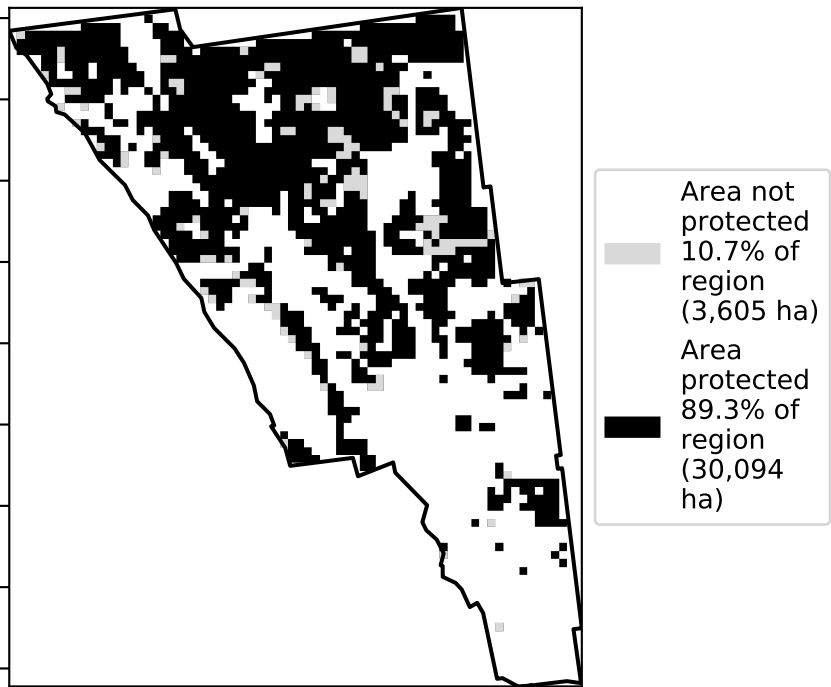 Area not
protected
10.7% of
region
(3,605 ha)
Area
protected
89.3% of
region
(30,094
ha)